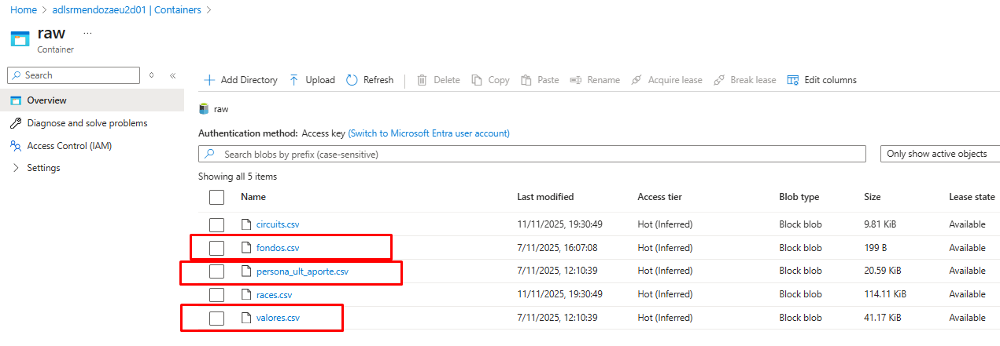 Home > adlsrmendozaeu2d01 | Containers >
raw ...
Container
Search
Overview
Diagnose and solve problems
Access Control (IAM)
Settings
Add Directory Upload Refresh Delete Copy Paste Rename Acquire lease Break lease Edit columns
raw
Authentication method: Access key (Switch to Microsoft Entra user account)
Search blobs by prefix (case-sensitive) Only show active objects
Showing all 5 items
Name Last modified Access tier Blob type Size Lease state
circuits.csv 11/11/2025, 19:30:49 Hot (Inferred) Block blob 9.81 KiB Available
fondos.csv 7/11/2025, 16:07:08 Hot (Inferred) Block blob 199 B Available
persona_ult_aporte.csv 7/11/2025, 12:10:39 Hot (Inferred) Block blob 20.59 KiB Available
races.csv 11/11/2025, 19:30:49 Hot (Inferred) Block blob 114.11 KiB Available
valores.csv 7/11/2025, 12:10:39 Hot (Inferred) Block blob 41.17 KiB Available